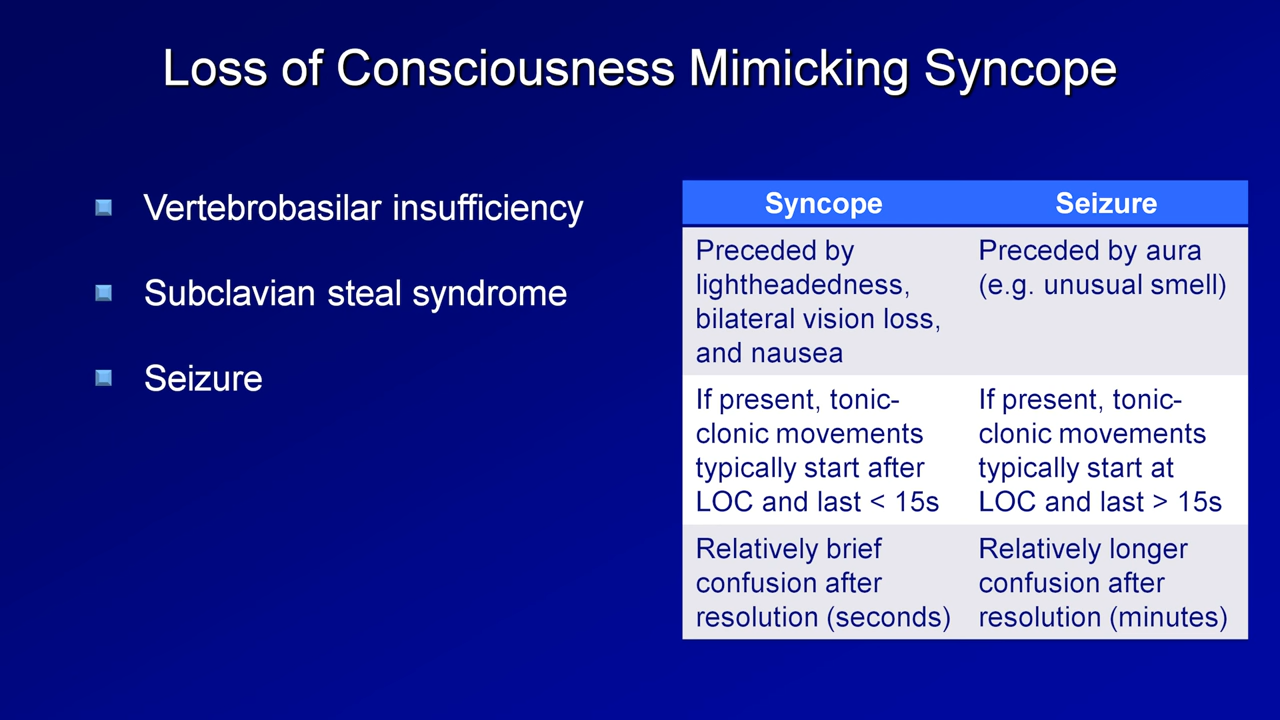 Loss of Consciousness Mimicking Syncope
Vertebrobasilar insufficiency
Subclavian steal syndrome
Seizure
Syncope
Seizure
Preceded by
lightheadedness,
bilateral vision loss,
and nausea
Preceded by aura
(e.g. unusual smell)
If present, tonic-
clonic movements
typically start after
LOC and last < 15s
If present, tonic-
clonic movements
typically start at
LOC and last > 15s
Relatively brief
confusion after
resolution (seconds)
Relatively longer
confusion after
resolution (minutes)